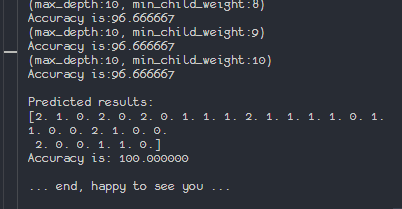 (max_depth:10, min_child_weight:8)
Accuracy is:96.666667
(max_depth:10, min_child_weight:9)
Accuracy is:96.666667
(max_depth:10, min_child_weight:10)
Accuracy is:96.666667
Predicted results:
[2. 1. 0. 2. 0. 2. 0. 1. 1. 1. 2. 1. 1. 1. 1. 0. 1.
1. 0. 0. 2. 1. 0. 0.
2. 0. 0. 1. 1. 0.]
Accuracy is: 100.000000
... end, happy to see you ...